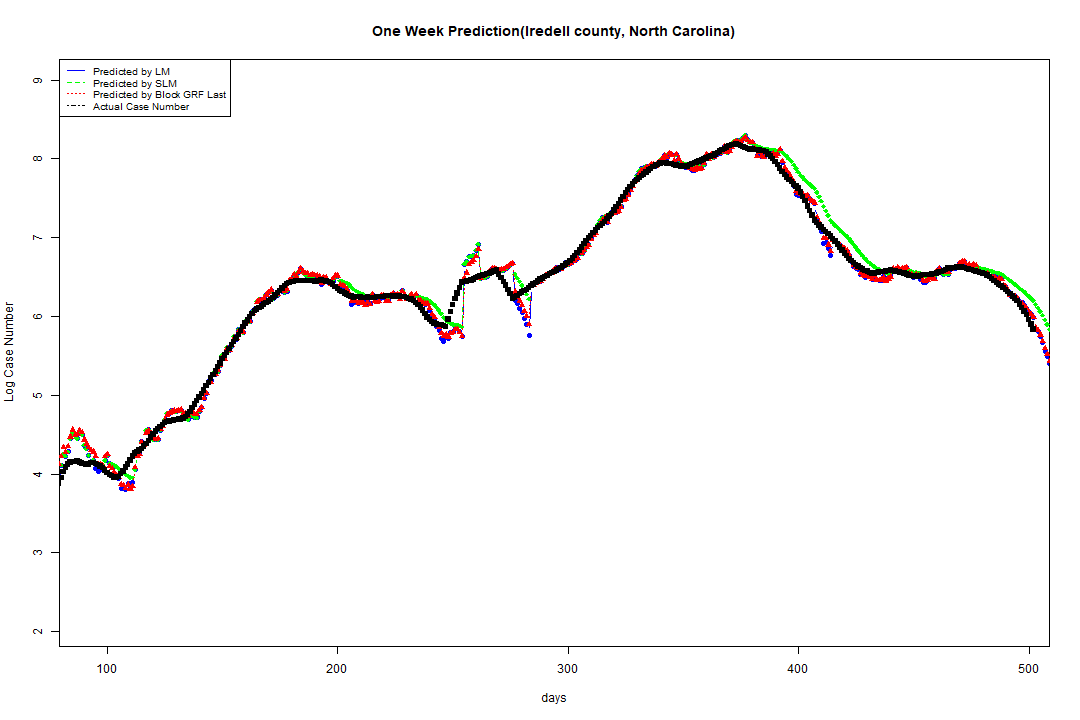 One Week Prediction(Iredell county, North Carolina)
Predicted by LM
Predicted by SLM
Predicted by Block GRF Last
Actual Case Number
9
8
7
6
5
4
3
2
Log Case Number
100
200
300
400
500
days